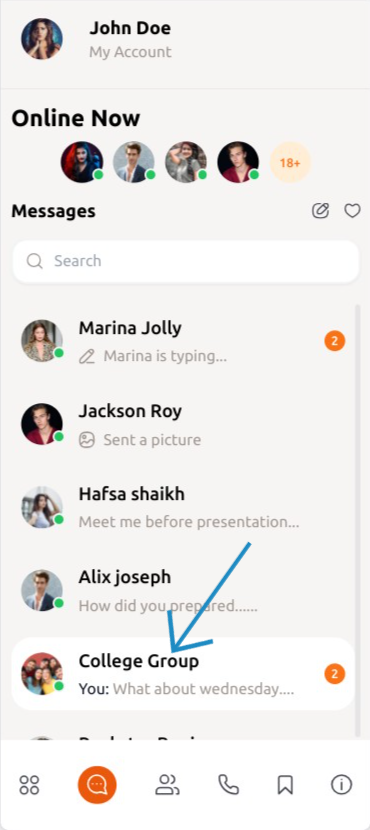 John Doe
My Account
Online Now
18+
Messages
Search
Marina Jolly
2
Marina is typing...
Jackson Roy
Sent a picture
Hafsa shaikh
Meet me before presentation...
Alix joseph
How did you prepared......
College Group
2
You: What about wednesday....